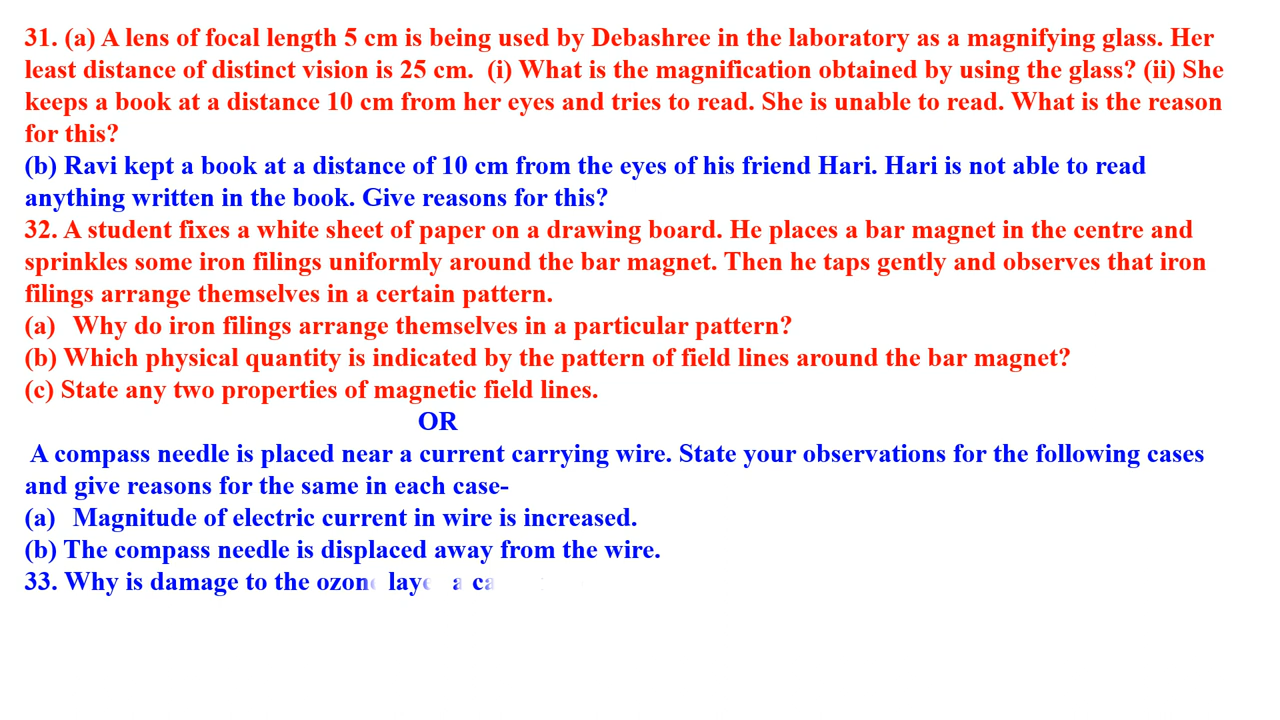 31. (a) A lens of focal length 5 cm is being used by Debashree in the laboratory as a magnifying glass. Her
least distance of distinct vision is 25 cm.  (i) What is the magnification obtained by using the glass? (ii) She
keeps a book at a distance 10 cm from her eyes and tries to read. She is unable to read. What is the reason
for this?
(b) Ravi kept a book at a distance of 10 cm from the eyes of his friend Hari. Hari is not able to read
anything written in the book. Give reasons for this?
32. A student fixes a white sheet of paper on a drawing board. He places a bar magnet in the centre and
sprinkles some iron filings uniformly around the bar magnet. Then he taps gently and observes that iron
filings arrange themselves in a certain pattern.
(a)  Why do iron filings arrange themselves in a particular pattern?
(b) Which physical quantity is indicated by the pattern of field lines around the bar magnet?
(c) State any two properties of magnetic field lines.
OR
A compass needle is placed near a current carrying wire. State your observations for the following cases
and give reasons for the same in each case-
(a)  Magnitude of electric current in wire is increased.
(b) The compass needle is displaced away from the wire.
33. Why is damage to the ozone laye a